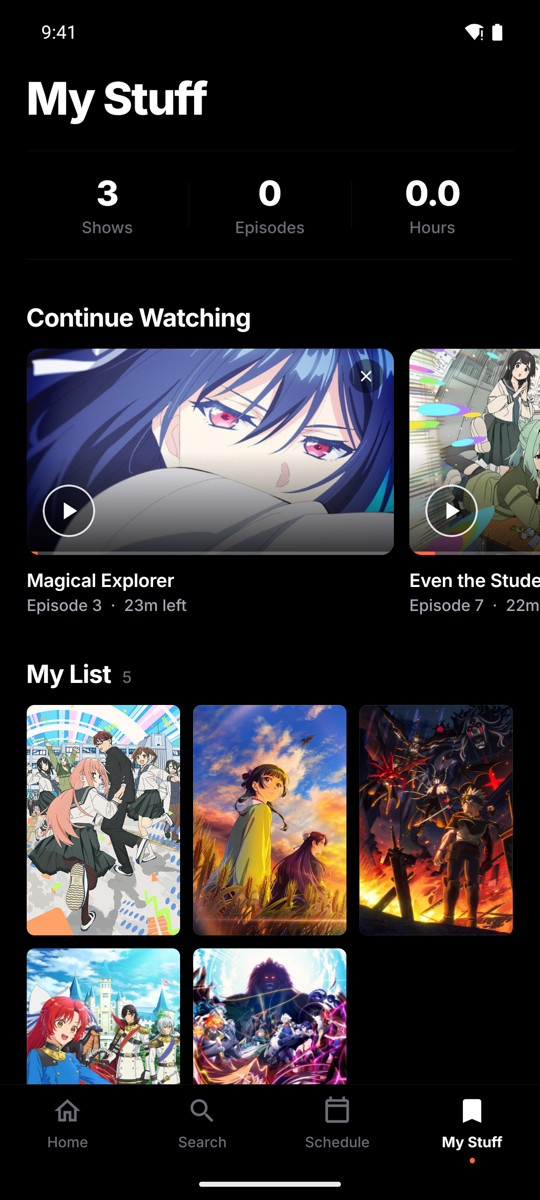 9:41
My Stuff
3
Shows
0
Episodes
0.0
Hours
Continue Watching
Magical Explorer
Episode 3 · 23m left
Even the Stude
Episode 7 · 22m
My List 5
Home
Search
Schedule
My Stuff